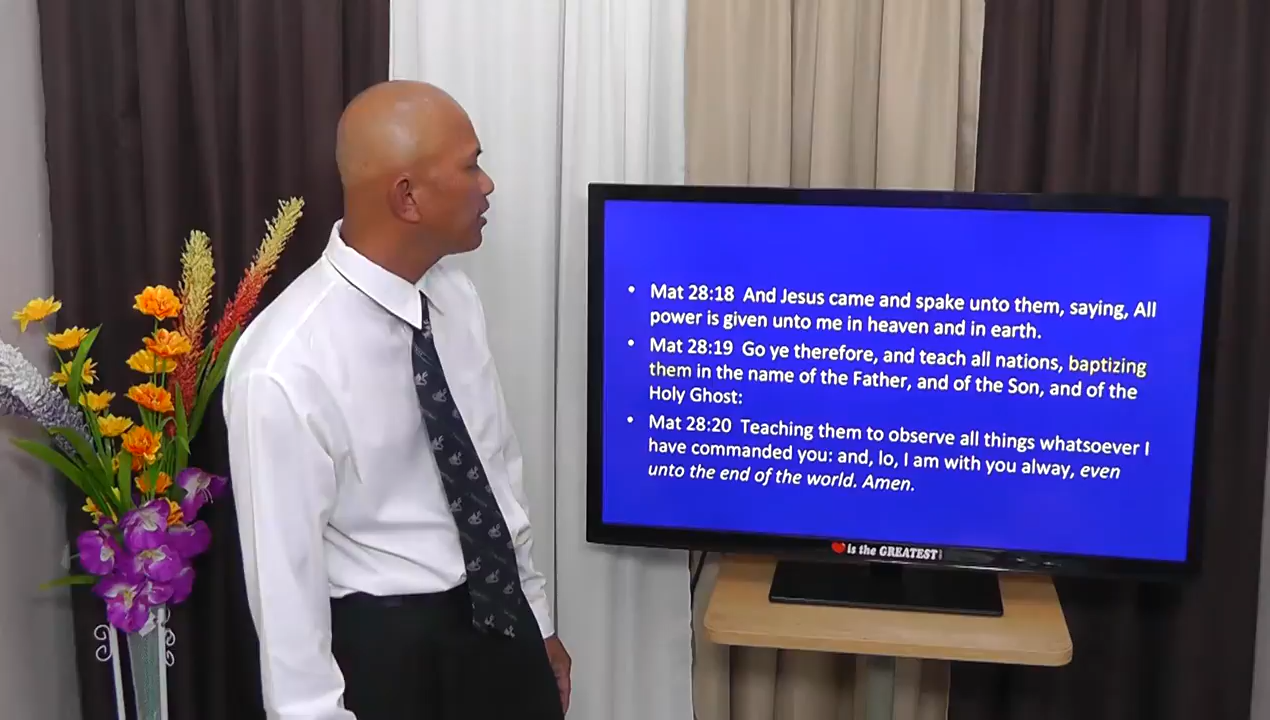 • Mat 28:18 And Jesus came and spake unto them, saying, All
power is given unto me in heaven and in earth.
• Mat 28:19 Go ye therefore, and teach all nations, baptizing
them in the name of the Father, and of the Son, and of the
Holy Ghost:
• Mat 28:20 Teaching them to observe all things whatsoever I
have commanded you: and, lo, I am with you alway, even
unto the end of the world. Amen.
❤ is the GREATEST!